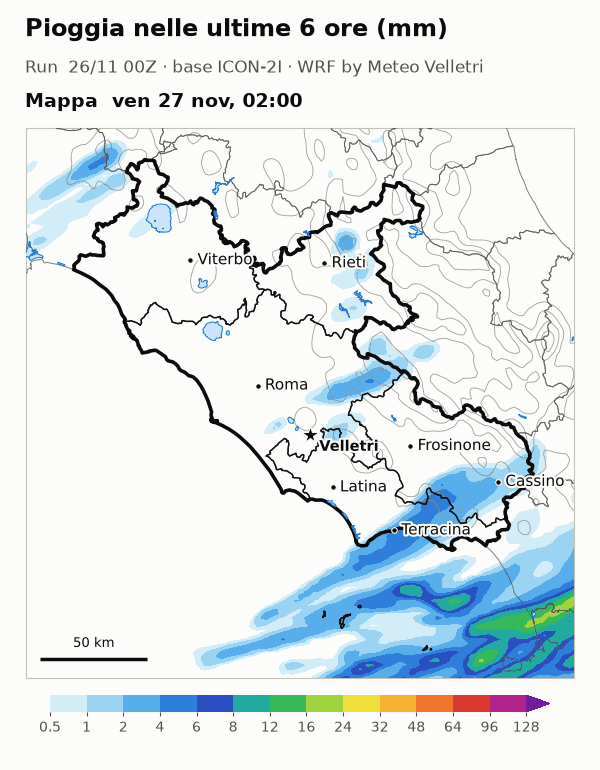 Pioggia nelle ultime 6 ore (mm)
Run 26/11 00Z · base ICON-2I · WRF by Meteo Velletri
Mappa ven 27 nov, 02:00
Viterbo
Rieti
Roma
Velletri
Frosinone
Latina
Cassino
Terracina
50 km
0.5 1 2 4 6 8 12 16 24 32 48 64 96 128